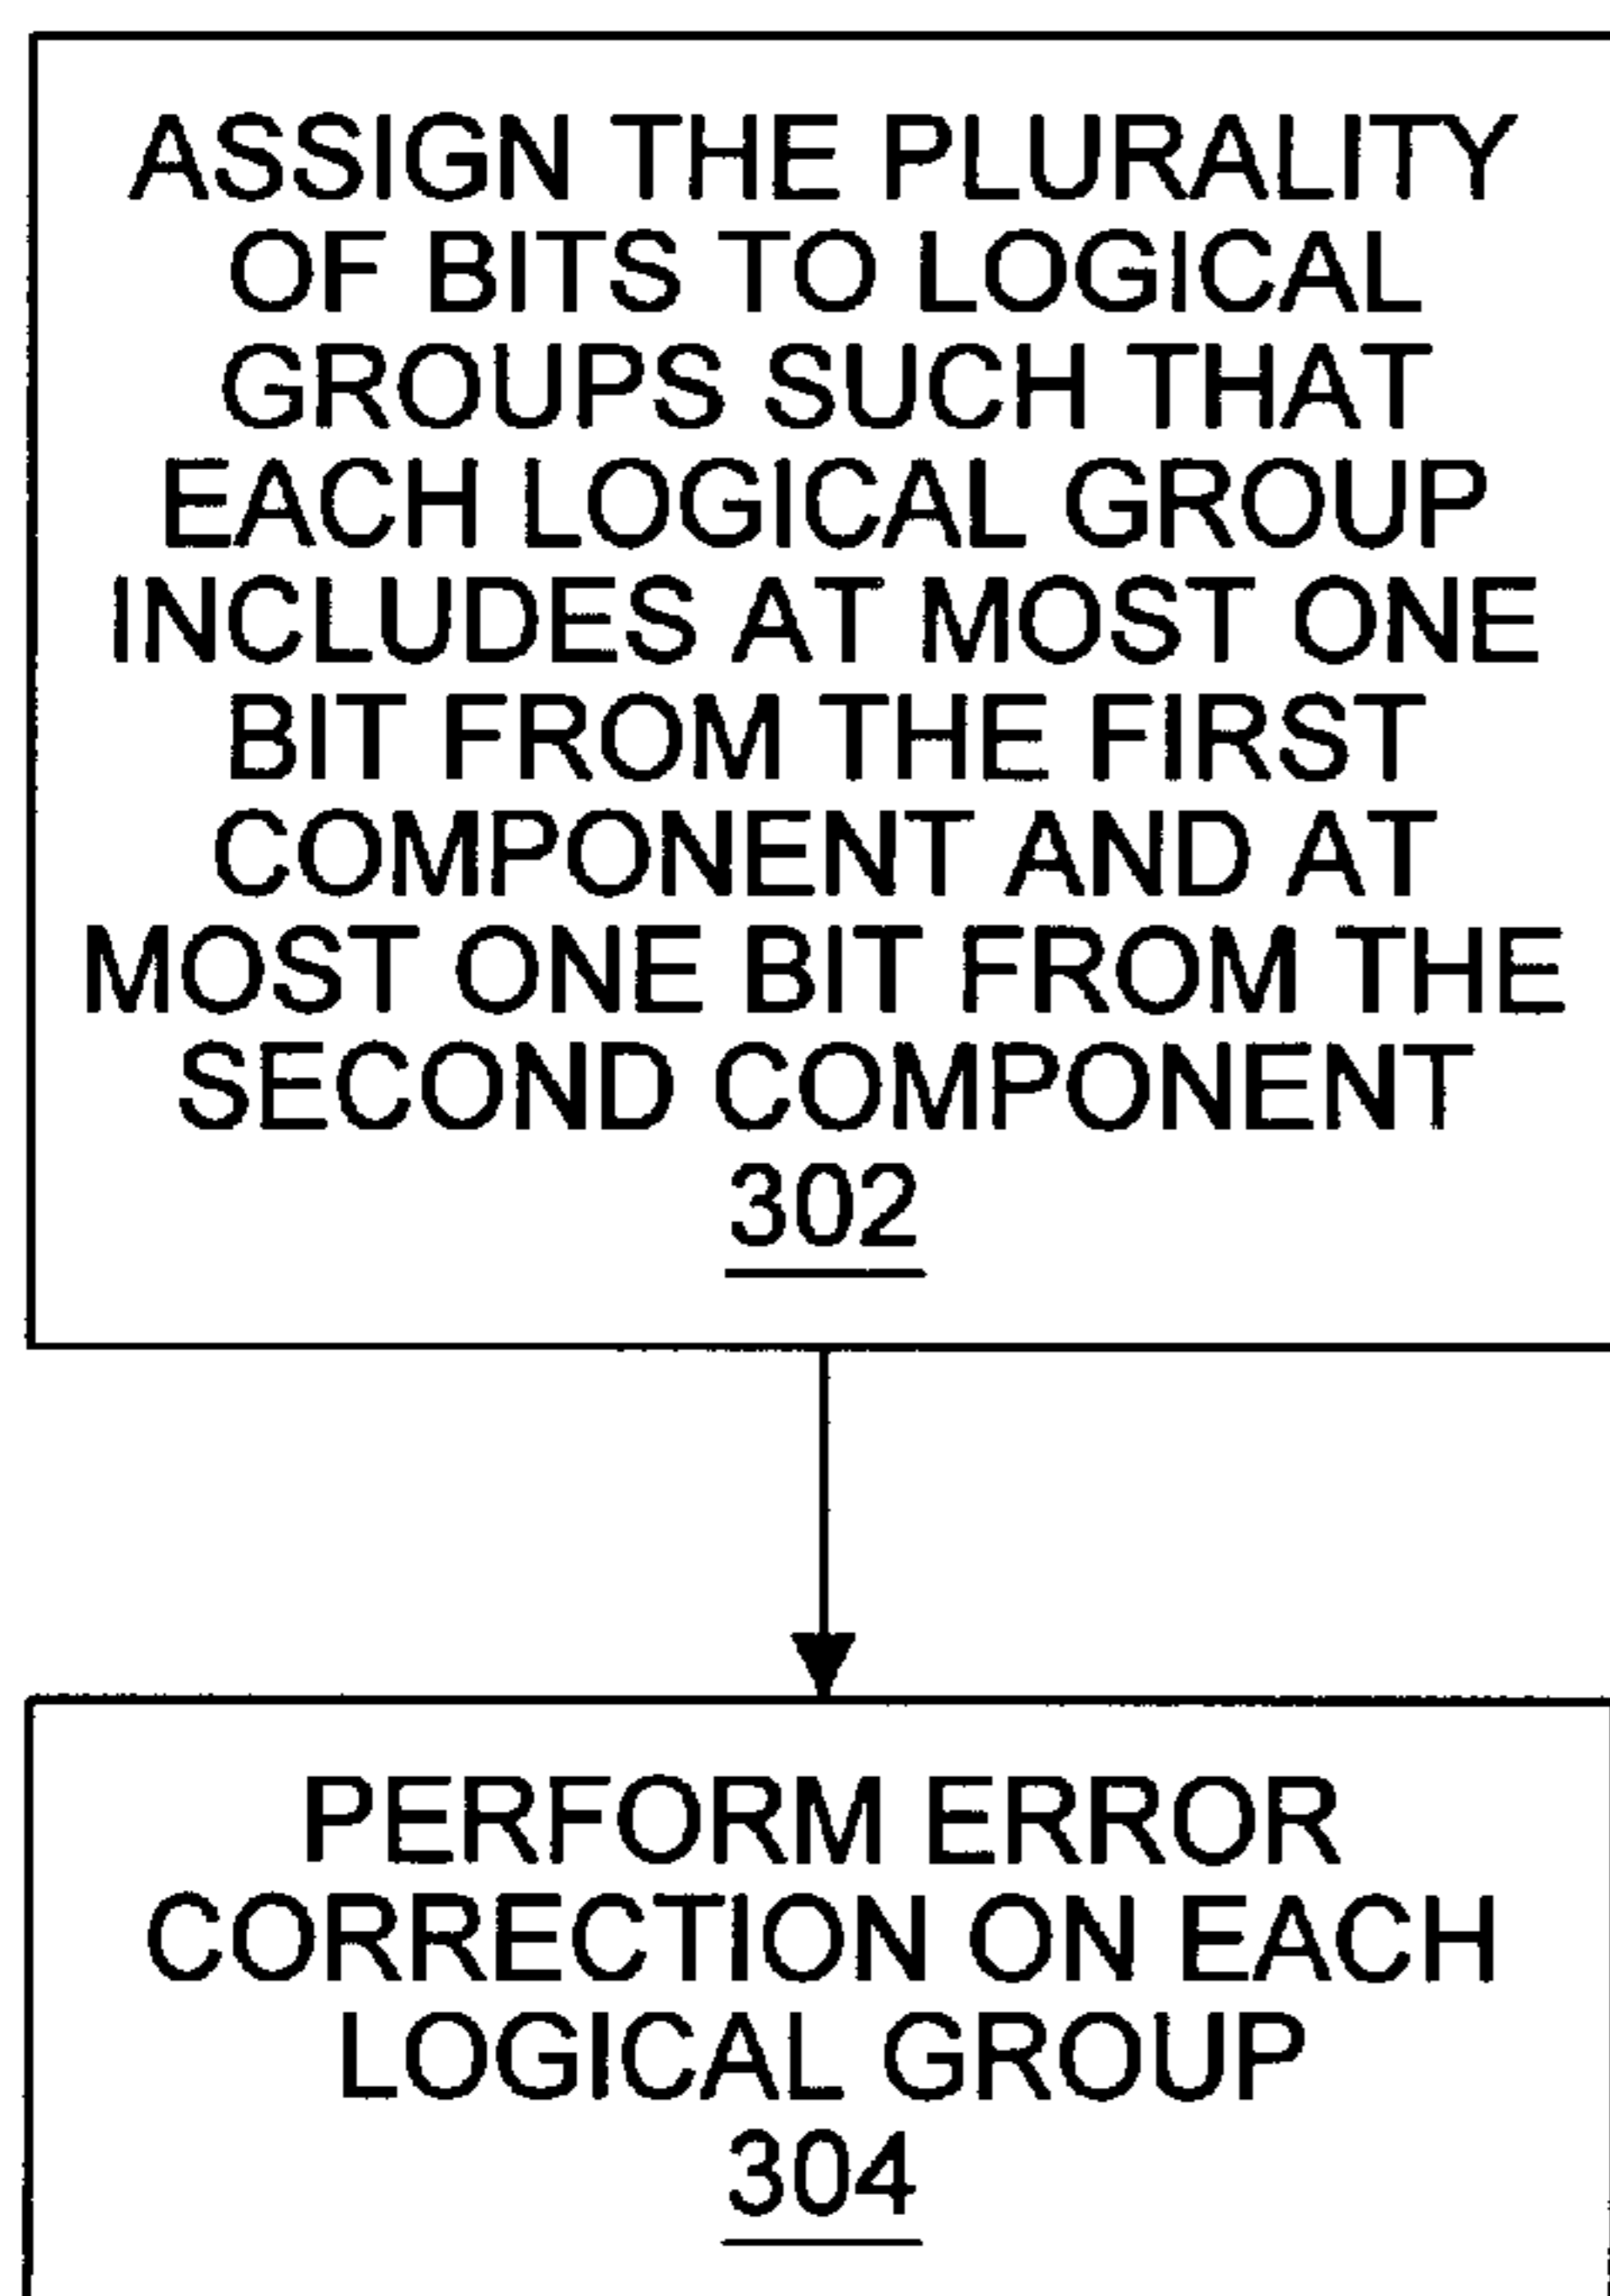 ASSIGN THE PLURALITY
OF BITS TO LOGICAL
GROUPS SUCH THAT
EACH LOGICAL GROUP
INCLUDES AT MOST ONE
BIT FROM THE FIRST
COMPONENT AND AT
MOST ONE BIT FROM THE
SECOND COMPONENT
302
PERFORM ERROR
CORRECTION ON EACH
LOGICAL GROUP
304